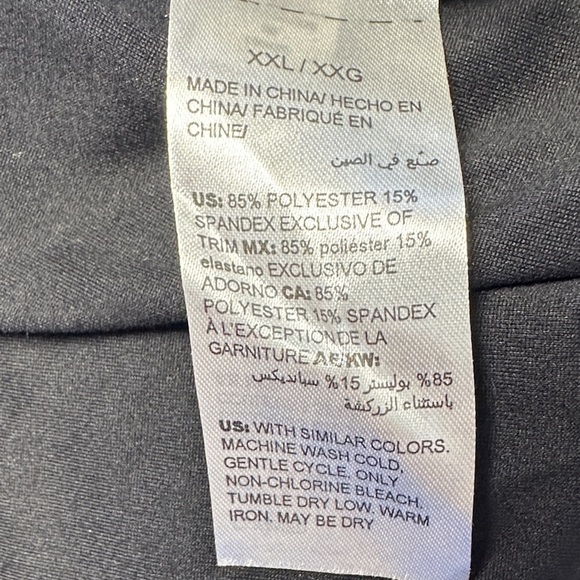 XXL / XXG
MADE IN CHINA/ HECHO EN
CHINA/ FABRIQUÉ EN
CHINE/
صنع في الصين
US: 85% POLYESTER 15%
SPANDEX EXCLUSIVE OF
TRIM MX: 85% poliéster 15%
elastano EXCLUSIVO DE
ADORNO CA: 85%
POLYESTER 15% SPANDEX
À L'EXCEPTION DE LA
GARNITURE AE/KW:
85% بوليستر 15% سباندیکس
باستثناء الزركشة
US: WITH SIMILAR COLORS.
MACHINE WASH COLD,
GENTLE CYCLE. ONLY
NON-CHLORINE BLEACH.
TUMBLE DRY LOW. WARM
IRON. MAY BE DRY